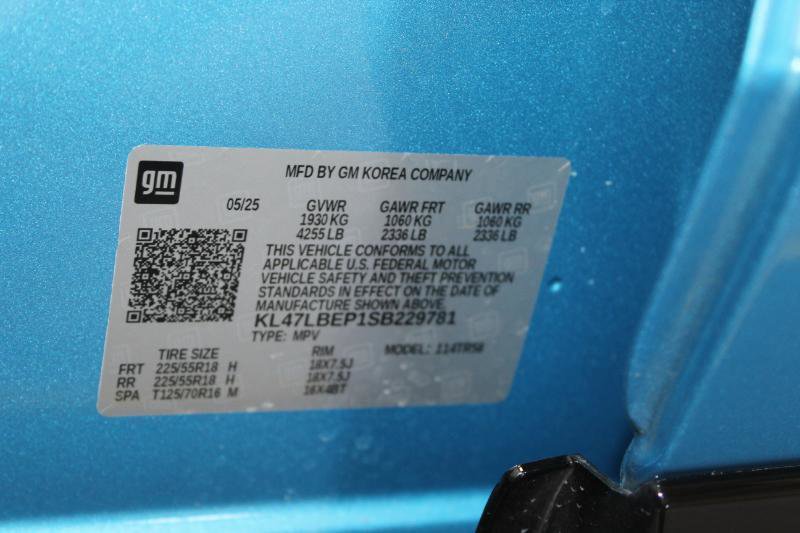 gm
MFD BY GM KOREA COMPANY
05/25 GVWR GAWR FRT GAWR RR
1930 KG 1060 KG 1060 KG
4255 LB 2336 LB 2336 LB
THIS VEHICLE CONFORMS TO ALL
APPLICABLE U.S. FEDERAL MOTOR
VEHICLE SAFETY AND THEFT PREVENTION
STANDARDS IN EFFECT ON THE DATE OF
MANUFACTURE SHOWN ABOVE.
KL47LBEP1SB229781
TYPE: MPV MODEL: 1TR58
TIRE SIZE RIM
FRT 225/55R18 H 18X7.5J
RR 225/55R18 H 18X7.5J
SPA T125/70R16 M 16X4BT